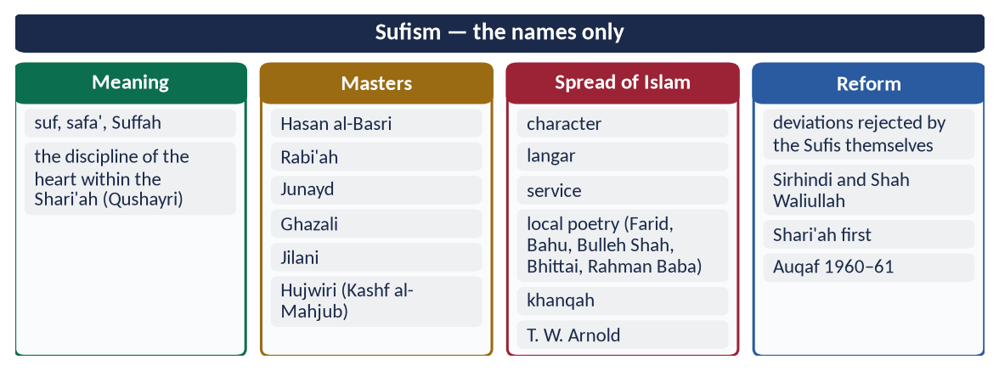 Sufism — the names only
Meaning
suf, safa', Suffah
the discipline of the
heart within the
Shari'ah (Qushayri)
Masters
Hasan al-Basri
Rabi'ah
Junayd
Ghazali
Jilani
Hujwiri (Kashf al-
Mahjub)
Spread of Islam
character
langar
service
local poetry (Farid,
Bahu, Bulleh Shah,
Bhittai, Rahman Baba)
khanqah
T. W. Arnold
Reform
deviations rejected by
the Sufis themselves
Sirhindi and Shah
Waliullah
Shari'ah first
Auqaf 1960–61